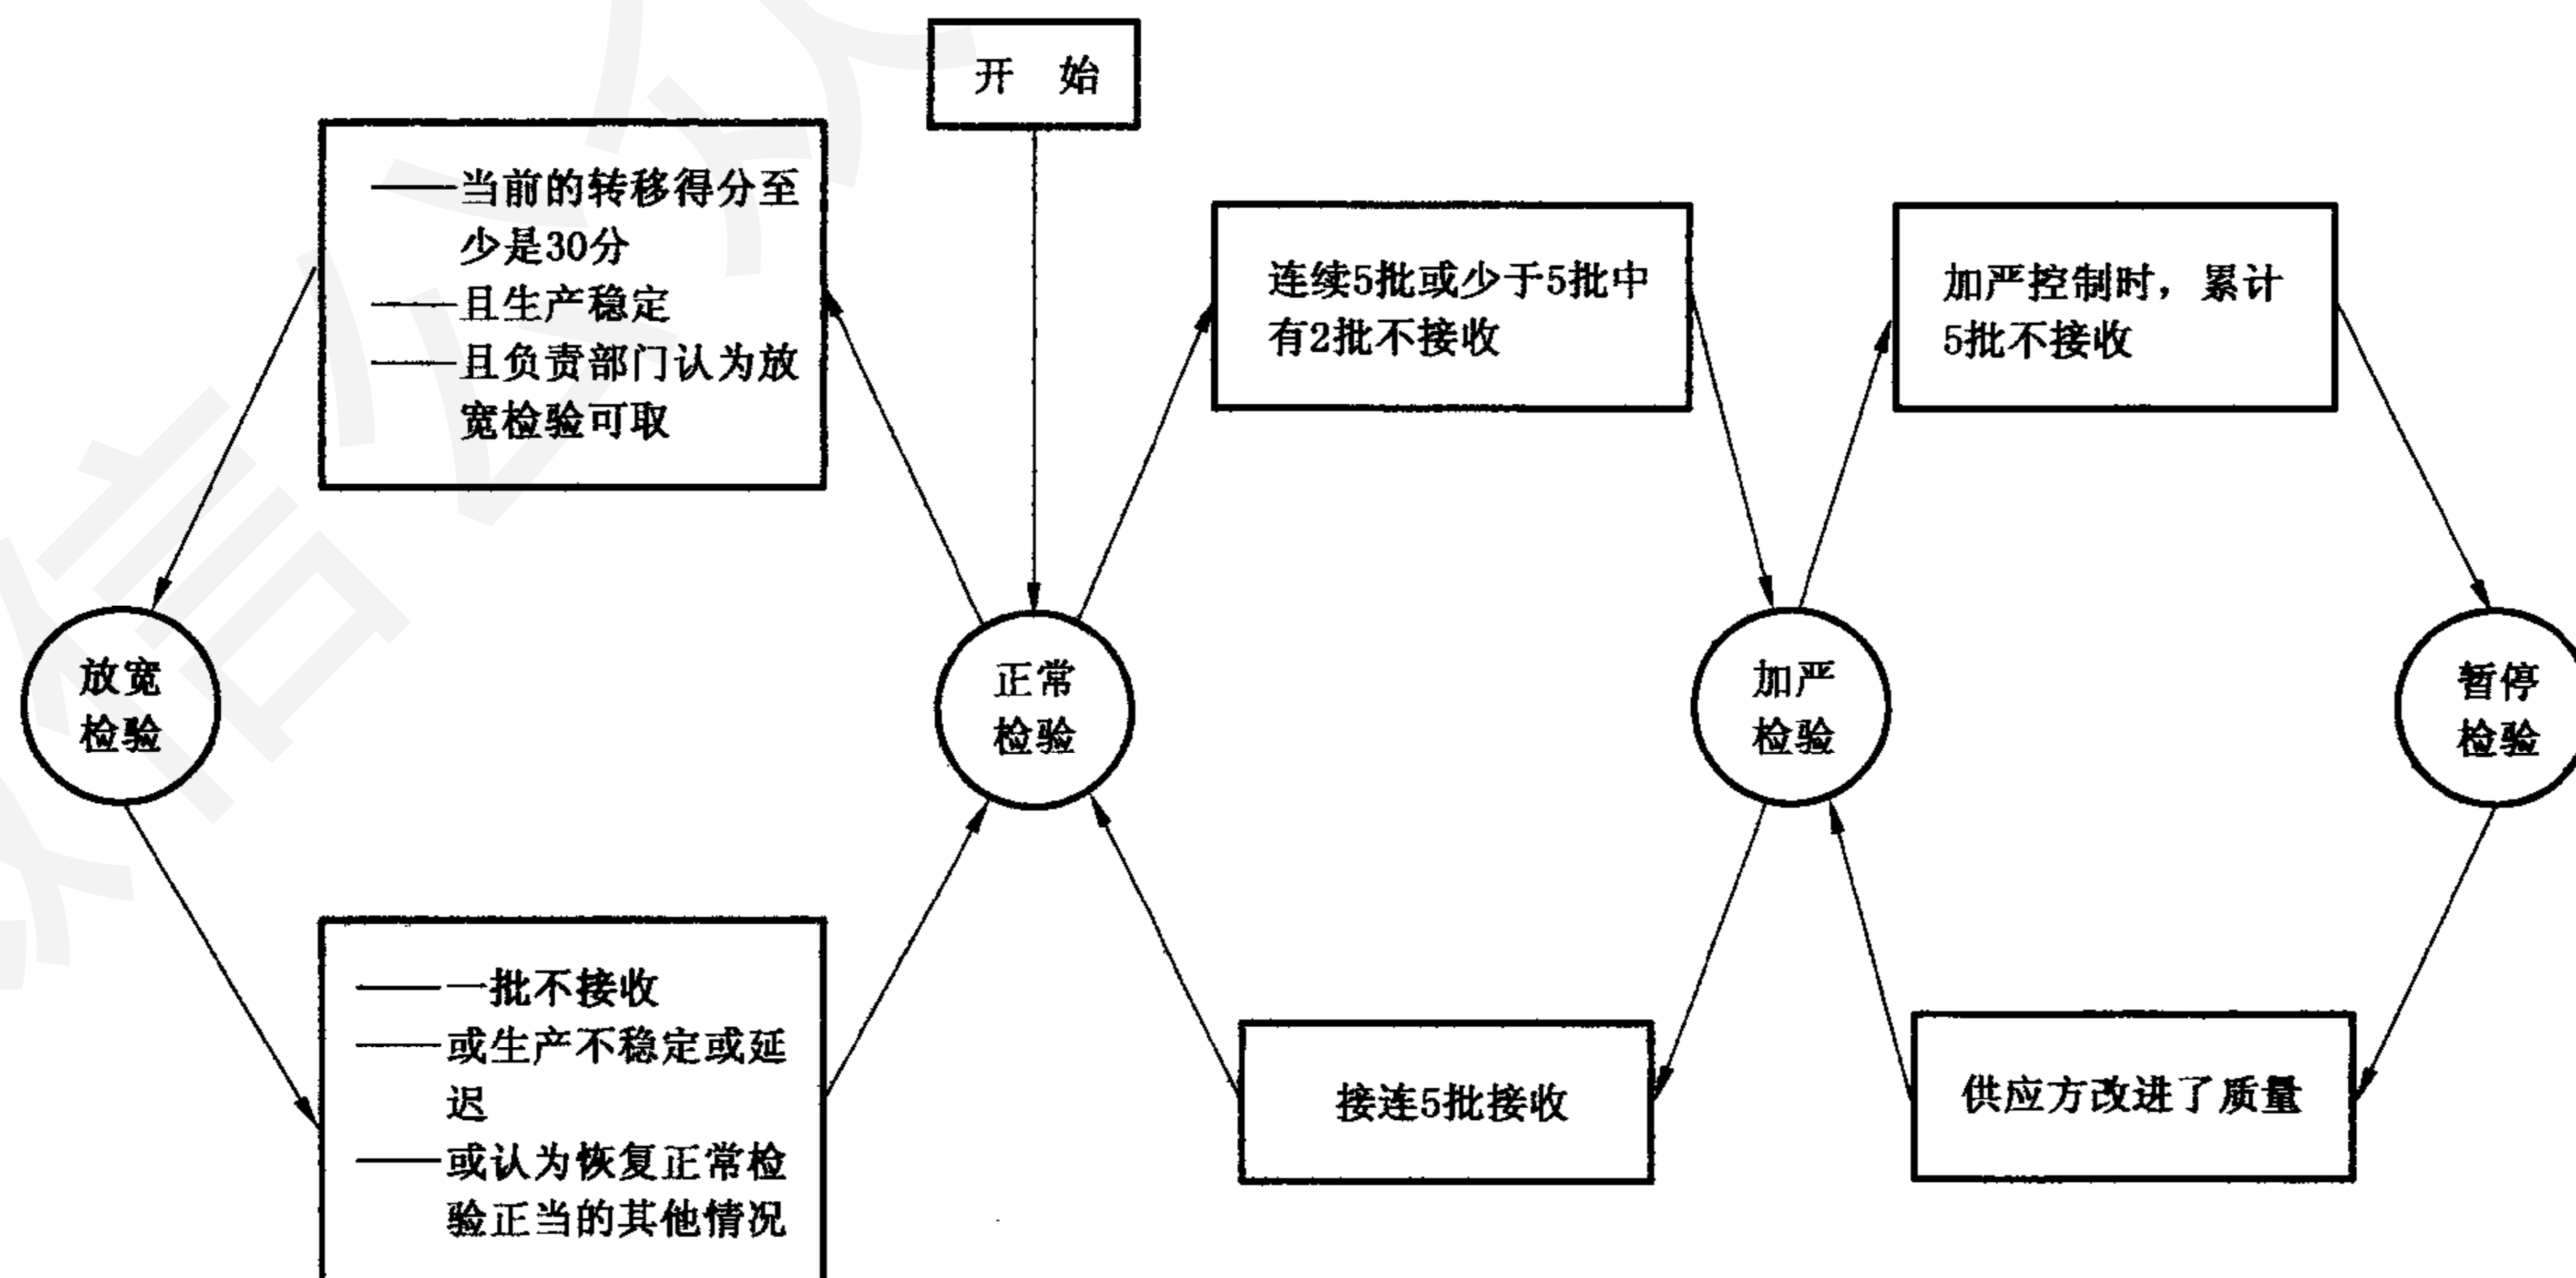 开 始
——当前的转移得分至
少是30分
——且生产稳定
——且负责部门认为放
宽检验可取
连续5批或少于5批中
有2批不接收
加严控制时，累计
5批不接收
放宽
检验
正常
检验
加严
检验
暂停
检验
——一批不接收
——或生产不稳定或延
迟
——或认为恢复正常检
验正当的其他情况
接连5批接收
供应方改进了质量
信公众